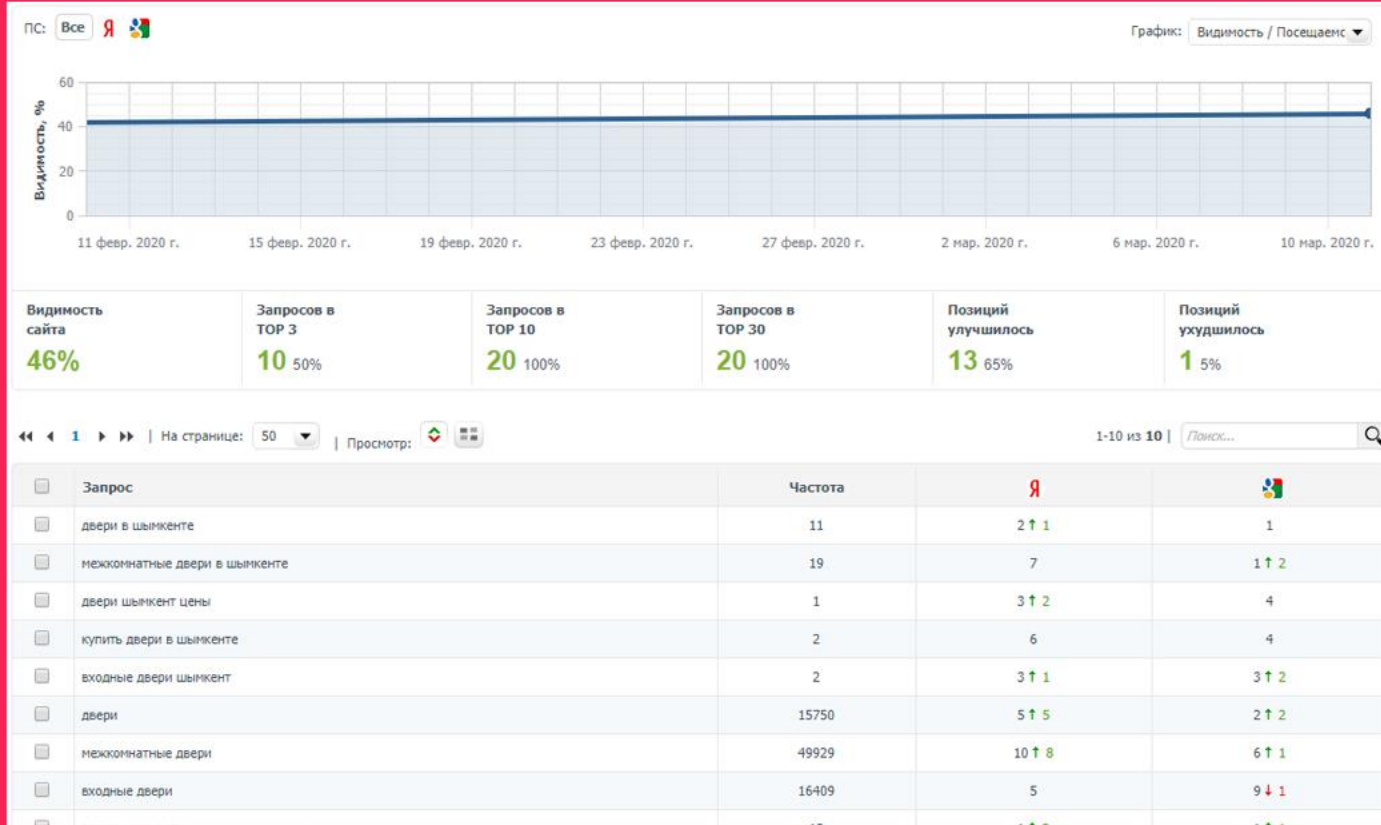 ПС: Все Я График: Видимость / Посещаемс
Видимость, %
60
40
20
0
11 февр. 2020 г. 15 февр. 2020 г. 19 февр. 2020 г. 23 февр. 2020 г. 27 февр. 2020 г. 2 мар. 2020 г. 6 мар. 2020 г. 10 мар. 2020 г.
Видимость Запросов в Запросов в Запросов в Позиций Позиций
сайта TOP 3 TOP 10 TOP 30 улучшилось ухудшилось
46% 10 50% 20 100% 20 100% 13 65% 1 5%
1 | На странице: 50 | Просмотр: 1-10 из 10 | Поиск...
Запрос Частота Я
двери в шымкенте 11 2 ↑ 1 1
межкомнатные двери в шымкенте 19 7 1 ↑ 2
двери шымкент цены 1 3 ↑ 2 4
купить двери в шымкенте 2 6 4
входные двери шымкент 2 3 ↑ 1 3 ↑ 2
двери 15750 5 ↑ 5 2 ↑ 2
межкомнатные двери 49929 10 ↑ 8 6 ↑ 1
входные двери 16409 5 9 ↓ 1